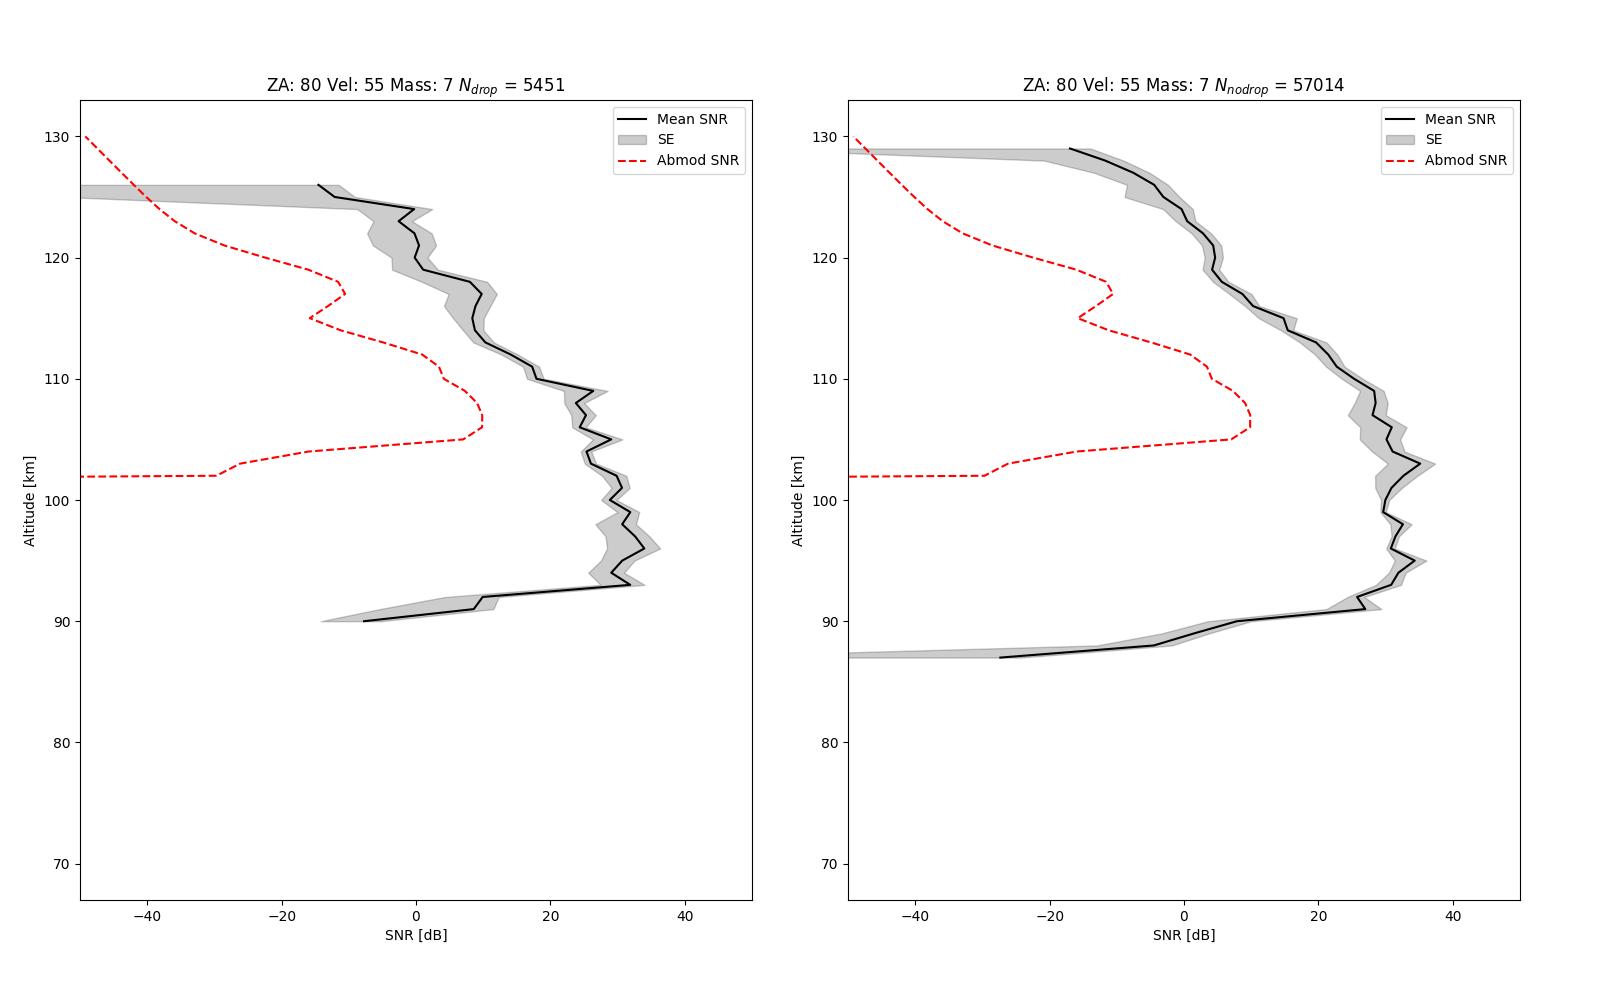 ZA: 80 Vel: 55 Mass: 7 N_drop = 5451
Mean SNR
SE
Abmod SNR
130
120
110
100
90
80
70
Altitude [km]
−40
−20
0
20
40
SNR [dB]
ZA: 80 Vel: 55 Mass: 7 N_nodrop = 57014
Mean SNR
SE
Abmod SNR
130
120
110
100
90
80
70
Altitude [km]
−40
−20
0
20
40
SNR [dB]